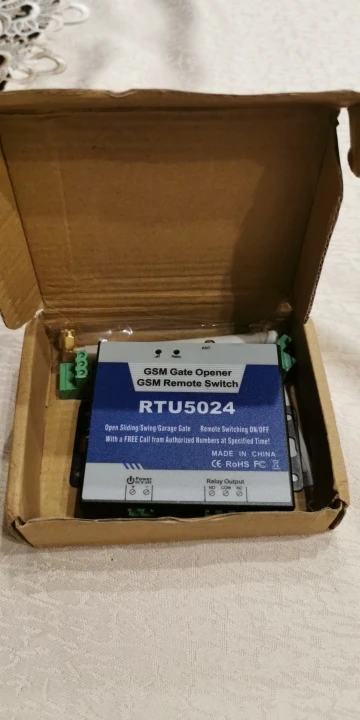 ANT
GSM Gate Opener
GSM Remote Switch
RTU5024
Open Sliding/Swing/Garage Gate Remote Switching ON/OFF
With a FREE Call from Authorized Numbers at Specified Time!
MADE IN CHINA
CE RoHS FC
Power Relay Output
+ - NO COM NC